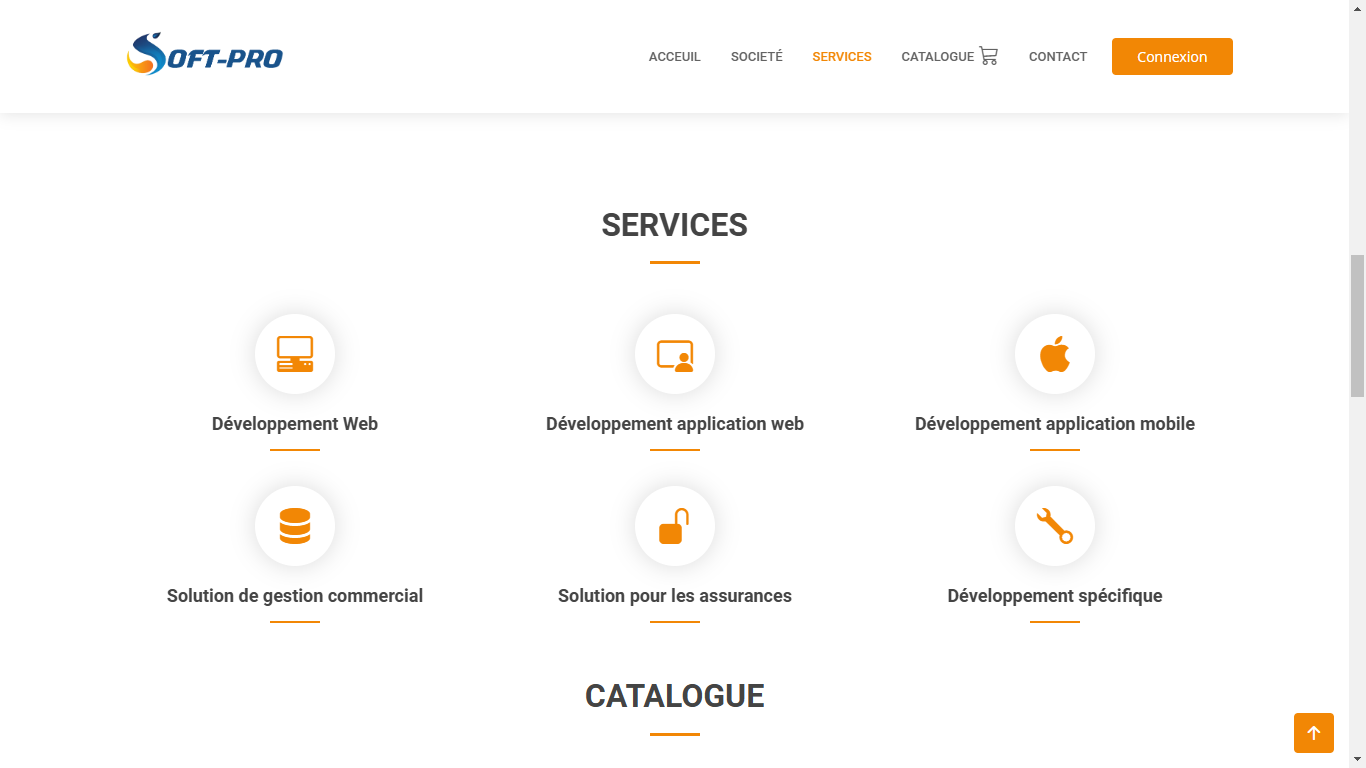 SOFT-PRO
ACCEUIL SOCIETÉ SERVICES CATALOGUE CONTACT Connexion
SERVICES
Développement Web
Développement application web
Développement application mobile
Solution de gestion commercial
Solution pour les assurances
Développement spécifique
CATALOGUE